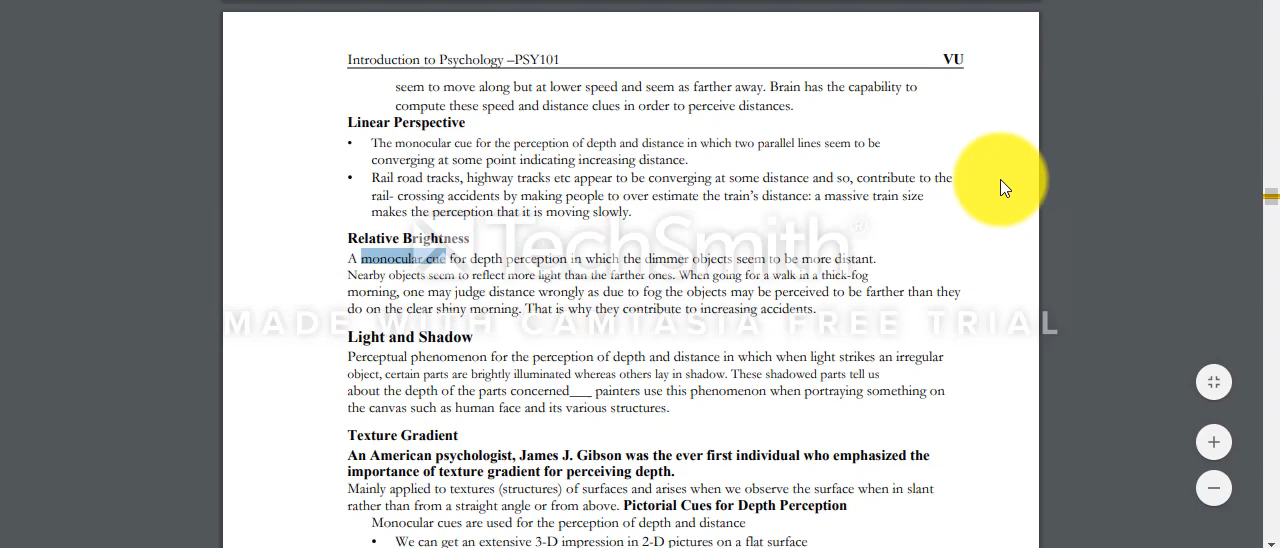 Introduction to Psychology –PSY101 VU
seem to move along but at lower speed and seem as farther away. Brain has the capability to
compute these speed and distance clues in order to perceive distances.
Linear Perspective
• The monocular cue for the perception of depth and distance in which two parallel lines seem to be
converging at some point indicating increasing distance.
• Rail road tracks, highway tracks etc appear to be converging at some distance and so, contribute to the
rail- crossing accidents by making people to over estimate the train's distance: a massive train size
makes the perception that it is moving slowly.
TechSmith®
Relative Brightness
A monocular cue for depth perception in which the dimmer objects seem to be more distant.
Nearby objects seem to reflect more light than the farther ones. When going for a walk in a thick-fog
morning, one may judge distance wrongly as due to fog the objects may be perceived to be farther than they
do on the clear shiny morning. That is why they contribute to increasing accidents.
MADE WITH CAMTASIA FREE TRIAL
Light and Shadow
Perceptual phenomenon for the perception of depth and distance in which when light strikes an irregular
object, certain parts are brightly illuminated whereas others lay in shadow. These shadowed parts tell us
about the depth of the parts concerned___ painters use this phenomenon when portraying something on
the canvas such as human face and its various structures.
Texture Gradient
An American psychologist, James J. Gibson was the ever first individual who emphasized the
importance of texture gradient for perceiving depth.
Mainly applied to textures (structures) of surfaces and arises when we observe the surface when in slant
rather than from a straight angle or from above. Pictorial Cues for Depth Perception
Monocular cues are used for the perception of depth and distance
• We can get an extensive 3-D impression in 2-D pictures on a flat surface